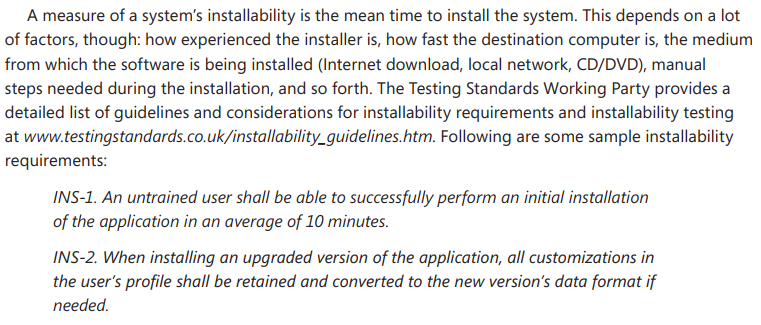 A measure of a system's installability is the mean time to install the system. This depends on a lot
of factors, though: how experienced the installer is, how fast the destination computer is, the medium
from which the software is being installed (Internet download, local network, CD/DVD), manual
steps needed during the installation, and so forth. The Testing Standards Working Party provides a
detailed list of guidelines and considerations for installability requirements and installability testing
at www.testingstandards.co.uk/installability_guidelines.htm. Following are some sample installability
requirements:
INS-1. An untrained user shall be able to successfully perform an initial installation
of the application in an average of 10 minutes.
INS-2. When installing an upgraded version of the application, all customizations in
the user's profile shall be retained and converted to the new version's data format if
needed.